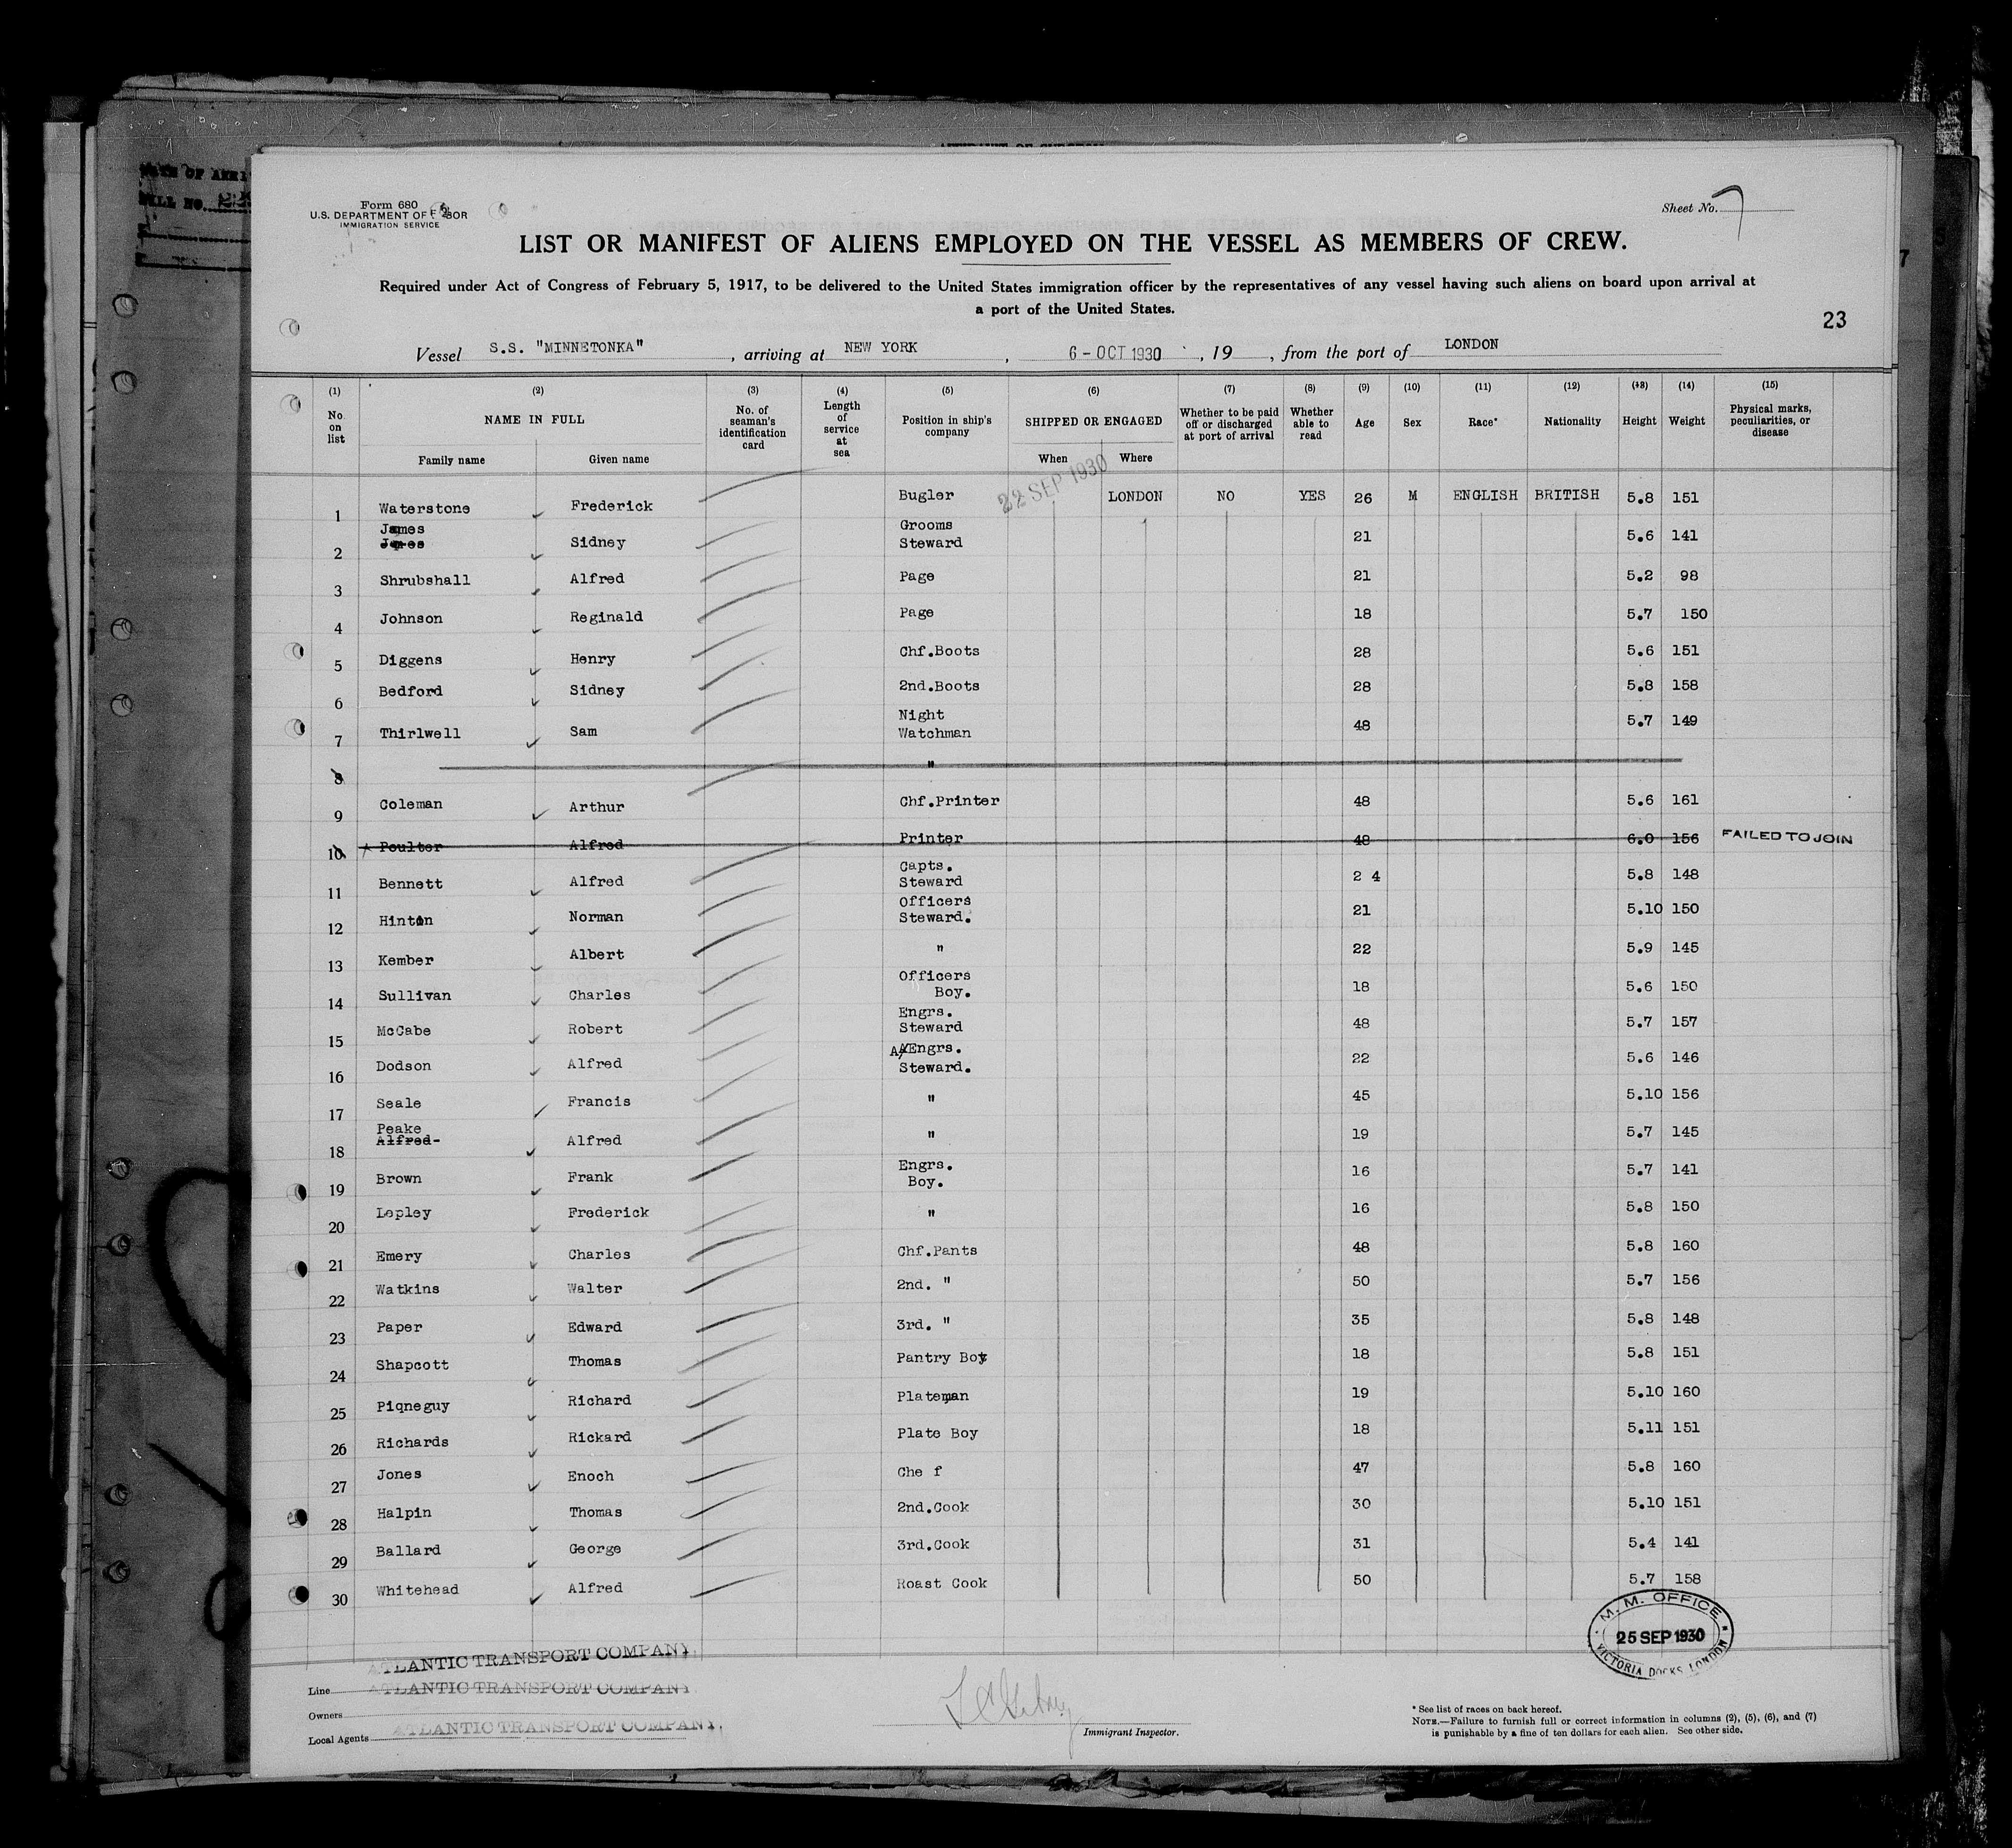 Form 680
U.S. DEPARTMENT OF LABOR
IMMIGRATION SERVICE
Sheet No. 7
LIST OR MANIFEST OF ALIENS EMPLOYED ON THE VESSEL AS MEMBERS OF CREW.
Required under Act of Congress of February 5, 1917, to be delivered to the United States immigration officer by the representatives of any vessel having such aliens on board upon arrival at
a port of the United States.
23
Vessel S.S. "MINNETONKA", arriving at NEW YORK, 6 - OCT 1930, 19, from the port of LONDON
(1) (2) (3) (4) (5) (6) (7) (8) (9) (10) (11) (12) (13) (14) (15)
No. on list NAME IN FULL Family name Given name No. of seaman's identification card Length of service at sea Position in ship's company SHIPPED OR ENGAGED When Where Whether to be paid off or discharged at port of arrival Whether able to read Age Sex Race* Nationality Height Weight Physical marks, peculiarities, or disease
1 Waterstone Frederick Bugler 22 SEP 1930 LONDON NO YES 26 M ENGLISH BRITISH 5.8 151
2 James Sidney Grooms Steward 21 5.6 141
3 Shrubshall Alfred Page 21 5.2 98
4 Johnson Reginald Page 18 5.7 150
5 Diggens Henry Chf.Boots 28 5.6 151
6 Bedford Sidney 2nd.Boots 28 5.8 158
7 Thirlwell Sam Night Watchman 48 5.7 149
8 "
9 Coleman Arthur Chf.Printer 48 5.6 161
10 Poulter Alfred Printer 48 6.0 156 FAILED TO JOIN
11 Bennett Alfred Capts. Steward 2 4 5.8 148
12 Hinton Norman Officers Steward. 21 5.10 150
13 Kember Albert " 22 5.9 145
14 Sullivan Charles Officers Boy. 18 5.6 150
15 McCabe Robert Engrs. Steward 48 5.7 157
16 Dodson Alfred A/Engrs. Steward. 22 5.6 146
17 Seale Francis " 45 5.10 156
18 Peake Alfred- Alfred " 19 5.7 145
19 Brown Frank Engrs. Boy. 16 5.7 141
20 Lepley Frederick " 16 5.8 150
21 Emery Charles Chf.Pants 48 5.8 160
22 Watkins Walter 2nd. " 50 5.7 156
23 Paper Edward 3rd. " 35 5.8 148
24 Shapcott Thomas Pantry Boy 18 5.8 151
25 Piqneguy Richard Plateman 19 5.10 160
26 Richards Rickard Plate Boy 18 5.11 151
27 Jones Enoch Che f 47 5.8 160
28 Halpin Thomas 2nd.Cook 30 5.10 151
29 Ballard George 3rd.Cook 31 5.4 141
30 Whitehead Alfred Roast Cook 50 5.7 158
M. M. OFFICE
25 SEP 1930
VICTORIA DOCKS LONDON
ATLANTIC TRANSPORT COMPANY.
Line ATLANTIC TRANSPORT COMPANY.
Owners
Local Agents ATLANTIC TRANSPORT COMPANY.
Immigrant Inspector.
* See list of races on back hereof.
NOTE.—Failure to furnish full or correct information in columns (2), (5), (6), and (7)
is punishable by a fine of ten dollars for each alien. See other side.